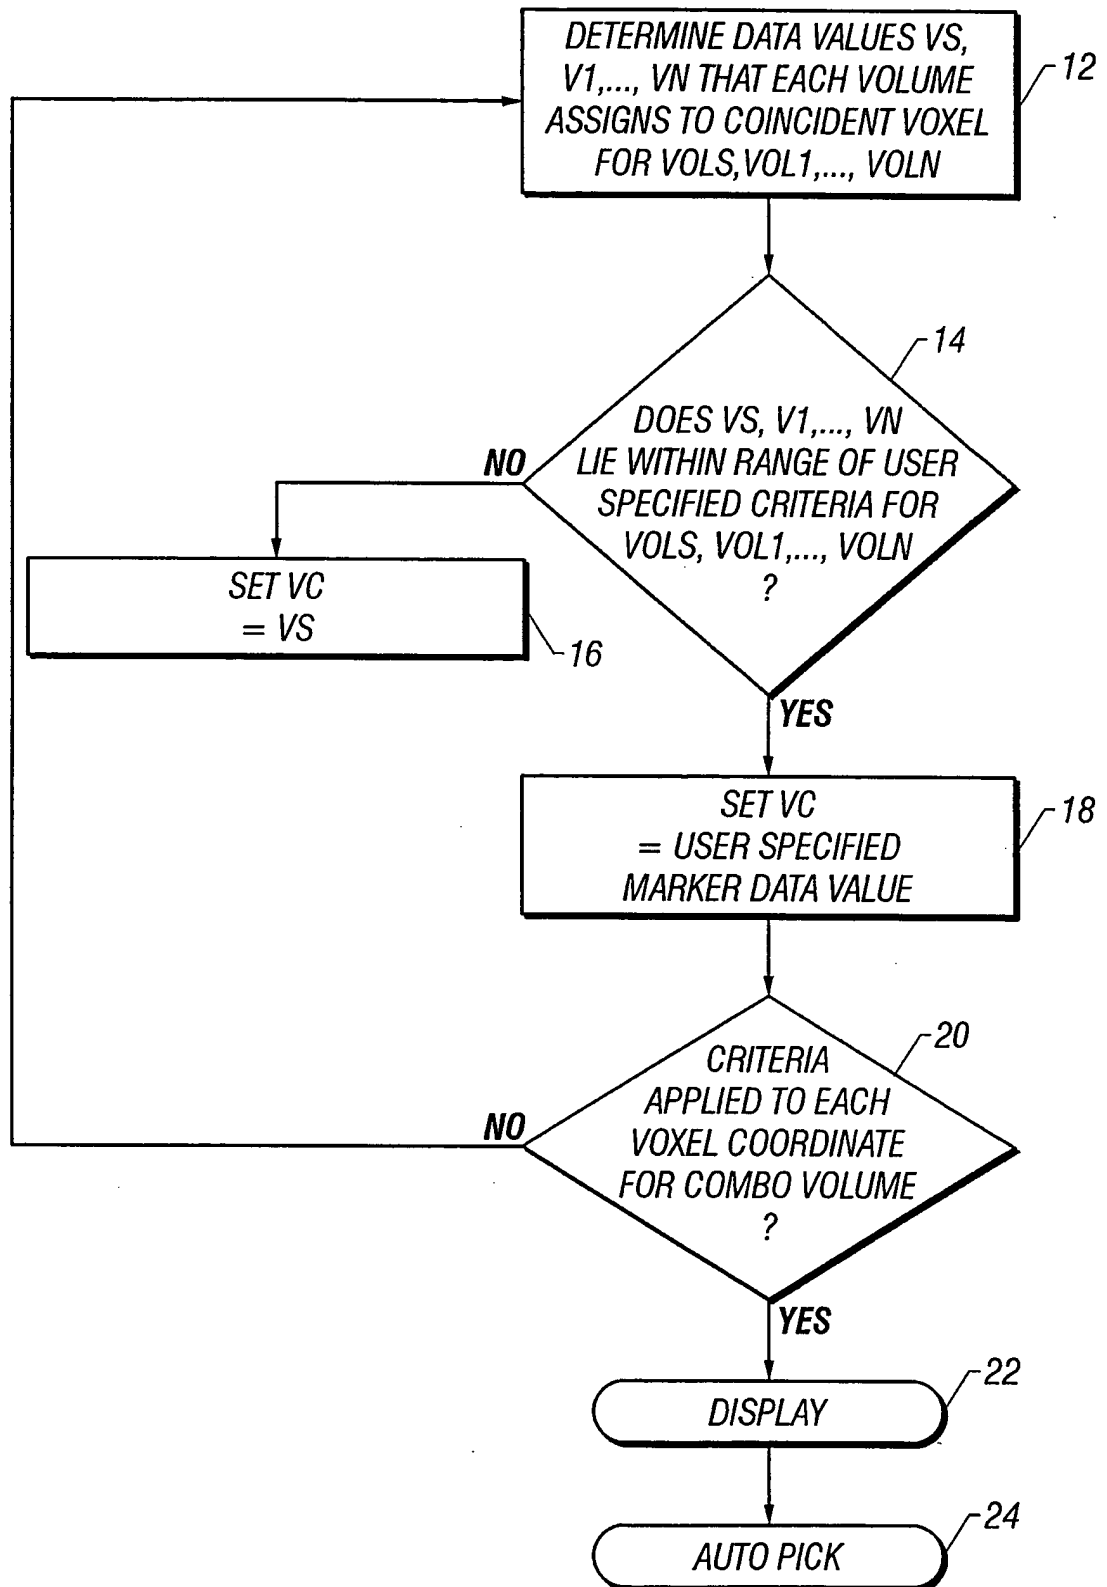 DETERMINE DATA VALUES VS,
V1,..., VN THAT EACH VOLUME
ASSIGNS TO COINCIDENT VOXEL
FOR VOLS,VOL1,..., VOLN
12
14
DOES VS, V1,..., VN
LIE WITHIN RANGE OF USER
SPECIFIED CRITERIA FOR
VOLS, VOL1,..., VOLN
?
NO
SET VC
= VS
16
YES
SET VC
= USER SPECIFIED
MARKER DATA VALUE
18
20
CRITERIA
APPLIED TO EACH
VOXEL COORDINATE
FOR COMBO VOLUME
?
NO
YES
22
DISPLAY
24
AUTO PICK